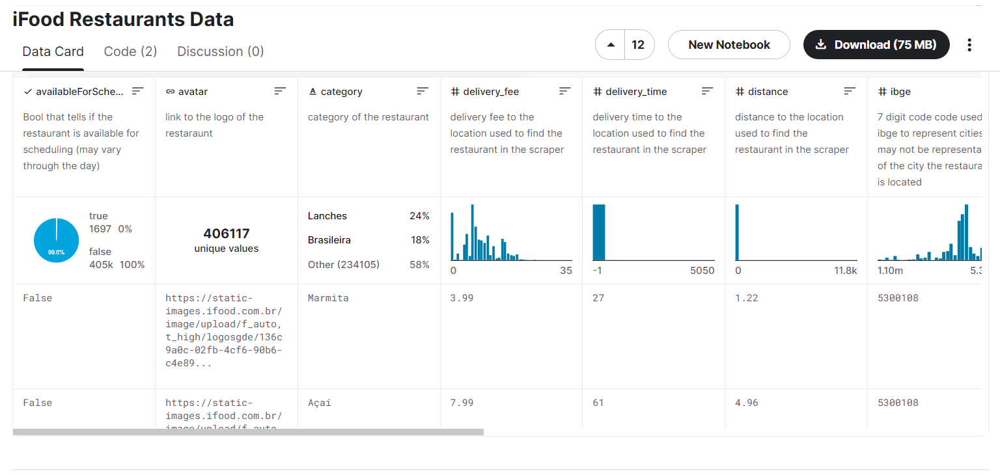 iFood Restaurants Data
Data Card Code (2) Discussion (0)
12
New Notebook
Download (75 MB)
availableForSche...
Bool that tells if the
restaurant is available for
scheduling (may vary
through the day)
avatar
link to the logo of the
restaraunt
category
category of the restaurant
delivery_fee
delivery fee to the
location used to find the
restaurant in the scraper
delivery_time
delivery time to the
location used to find the
restaurant in the scraper
distance
distance to the location
used to find the
restaurant in the scraper
ibge
7 digit code code used
ibge to represent cities
may not be representa
of the city the restaura
is located
99.6%
true
1697 0%
false
405k 100%
406117
unique values
Lanches 24%
Brasileira 18%
Other (234105) 58%
0 35
-1 5050
0 11.8k
1.10m 5.3
False
https://static-
images.ifood.com.br/
image/upload/f_auto,
t_high/logosgde/136c
9a0c-02fb-4cf6-90b6-
c4e89...
Marmita
3.99
27
1.22
5300108
False
https://static-
images.ifood.com.br/
image/upload/f_auto
Açaí
7.99
61
4.96
5300108